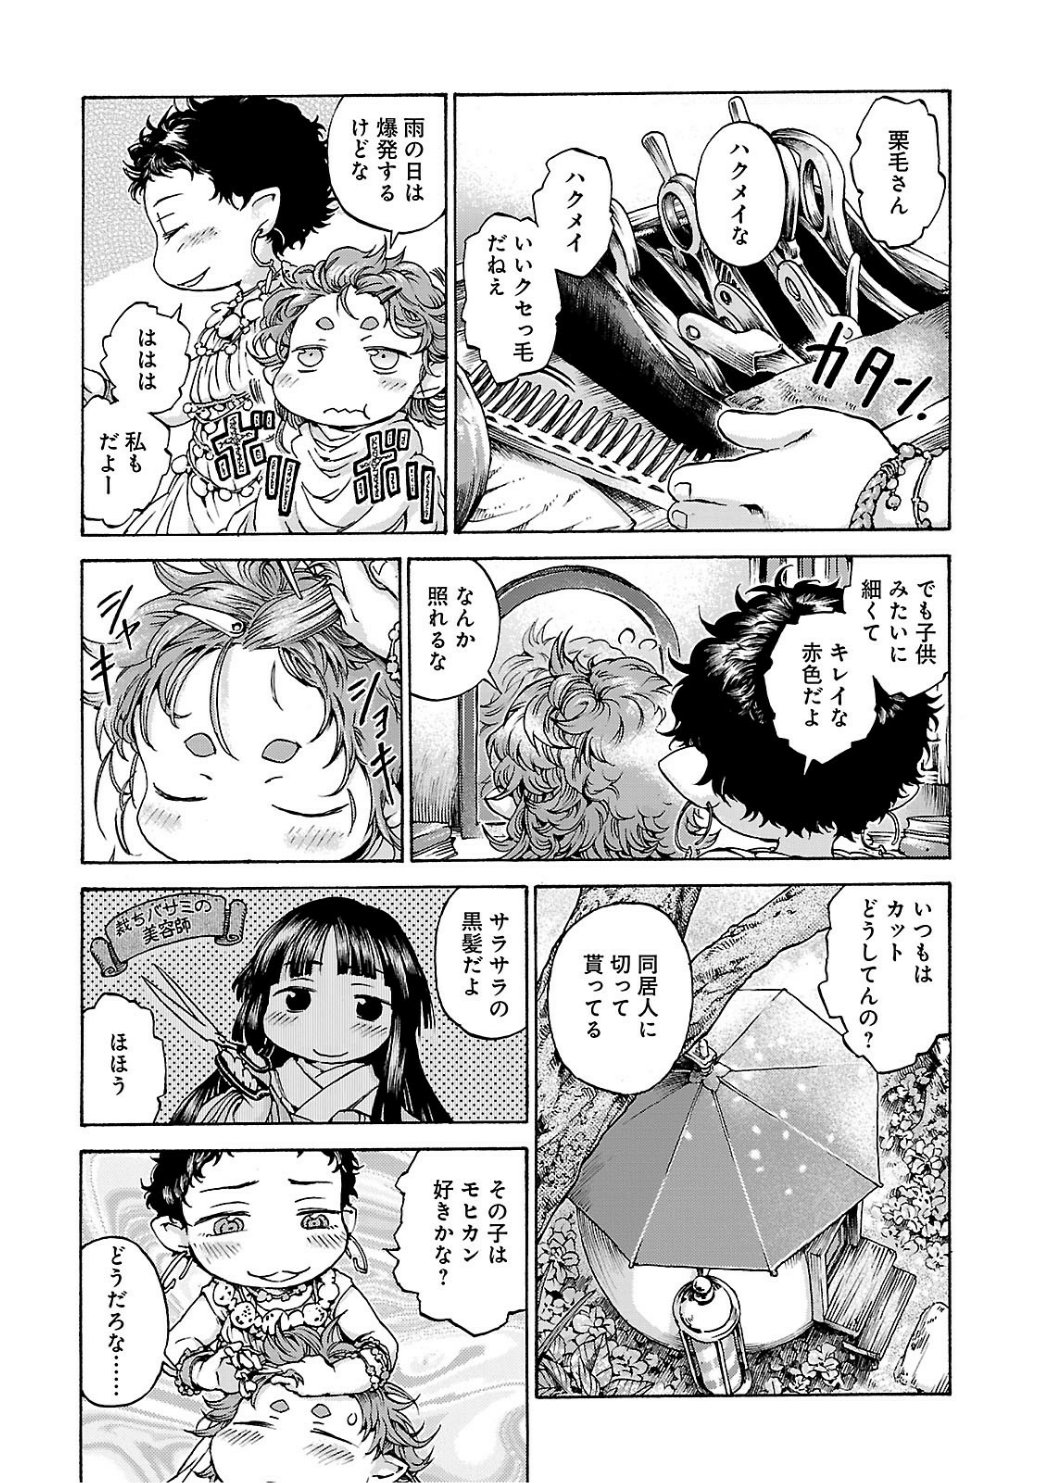 栗毛さん
ハクメイな
ハクメイ
いいクセっ毛
だねえ
カタン!
雨の日は
爆発する
けどな
ギッ
ギッ
ははは
私も
だよー
でも子供
みたいに
細くて
キレイな
赤色だよ
なんか
照れるな
ショキ
ジャキ
いつもは
カット
どうしてんの?
同居人に
切って
貰ってる
サラサラの
黒髪だよ
裁ちバサミの
美容師
ほほう
その子は
モヒカン
好きかな?
どうだろな……